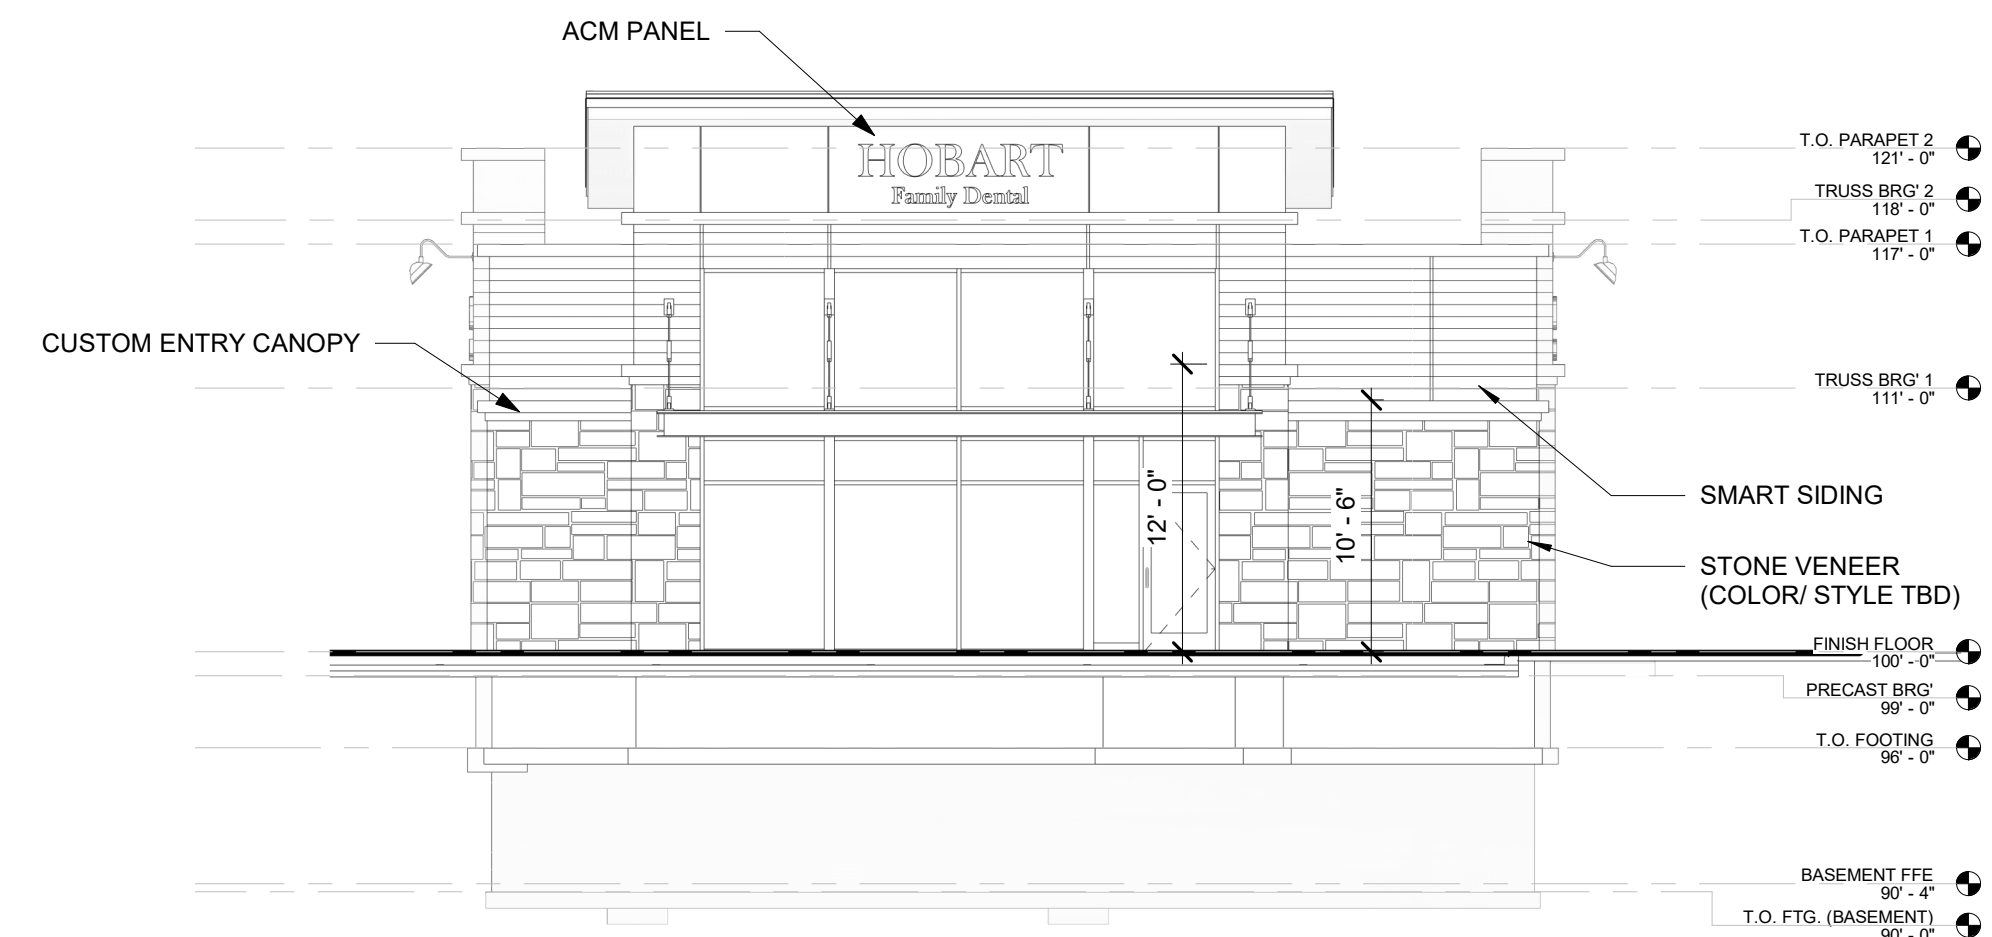 ACM PANEL
HOBART
Family Dental
T.O. PARAPET 2
121' - 0"
TRUSS BRG' 2
118' - 0"
T.O. PARAPET 1
117' - 0"
CUSTOM ENTRY CANOPY
TRUSS BRG' 1
111' - 0"
12' - 0"
10' - 6"
SMART SIDING
STONE VENEER
(COLOR/ STYLE TBD)
FINISH FLOOR
100' - 0"
PRECAST BRG'
99' - 0"
T.O. FOOTING
96' - 0"
BASEMENT FFE
90' - 4"
T.O. FTG. (BASEMENT)
90' - 0"